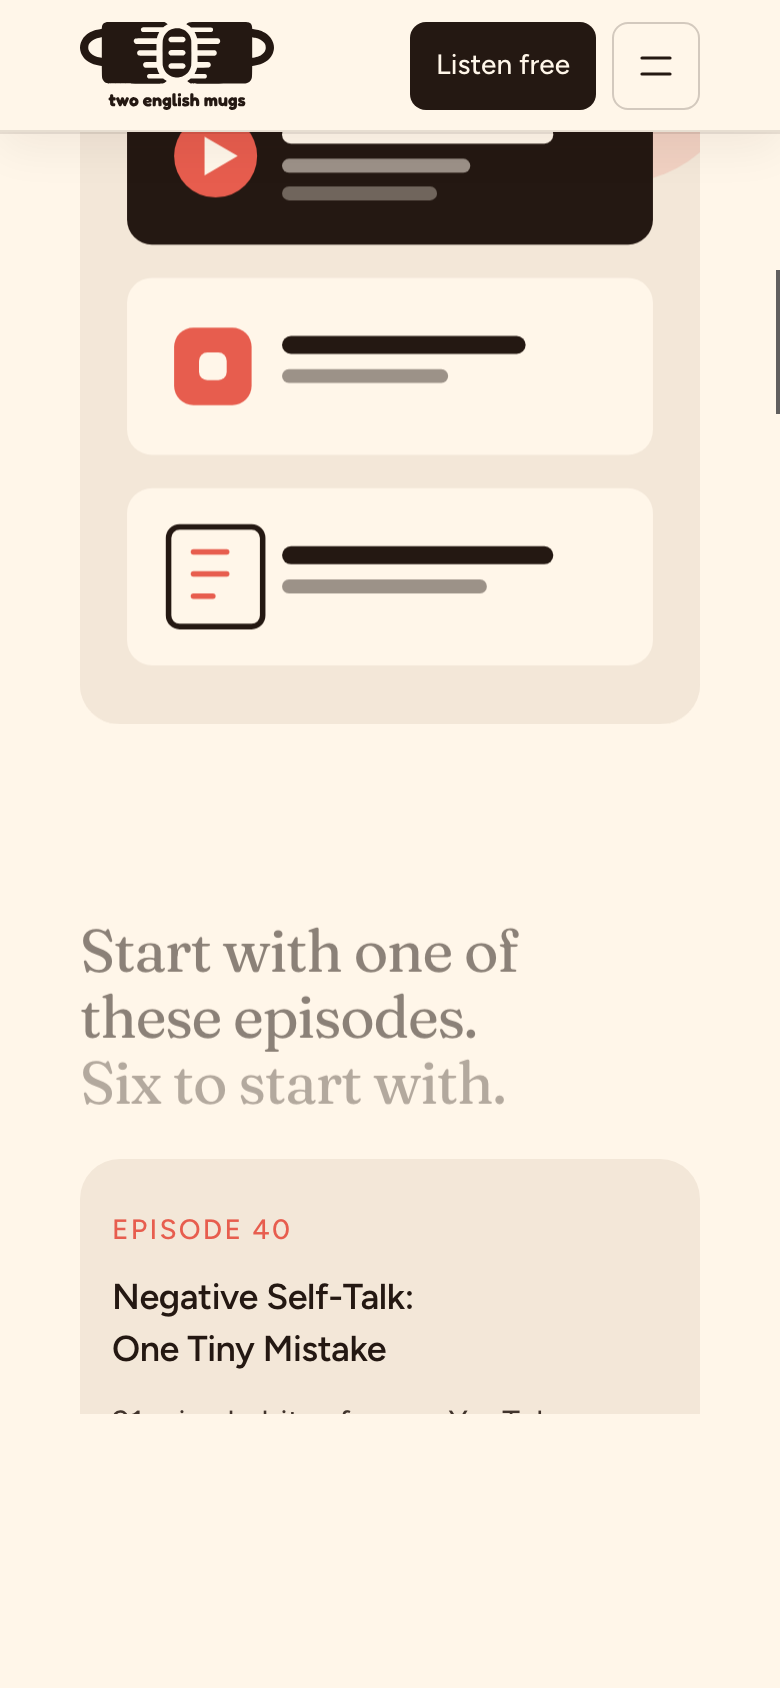 two english mugs
Listen free
Start with one of
these episodes.
Six to start with.
EPISODE 40
Negative Self-Talk:
One Tiny Mistake